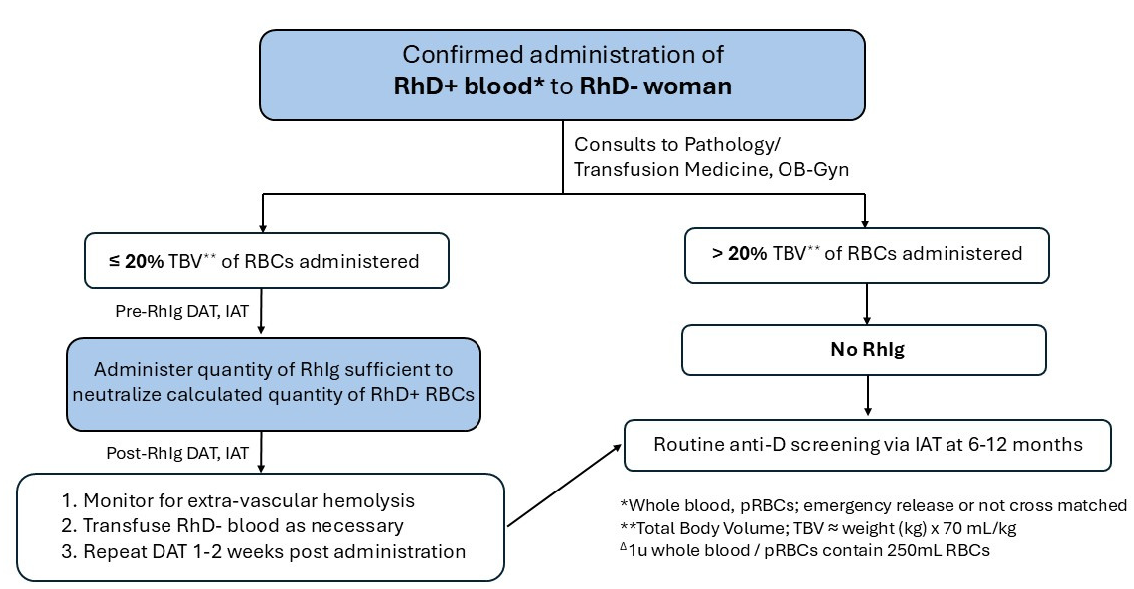 Confirmed administration of
RhD+ blood* to RhD- woman
Consults to Pathology/
Transfusion Medicine, OB-Gyn
≤ 20% TBV** of RBCs administered
> 20% TBV** of RBCs administered
Pre-RhIg DAT, IAT
No RhIg
Administer quantity of RhIg sufficient to
neutralize calculated quantity of RhD+ RBCs
Post-RhIg DAT, IAT
Routine anti-D screening via IAT at 6-12 months
1. Monitor for extra-vascular hemolysis
2. Transfuse RhD- blood as necessary
3. Repeat DAT 1-2 weeks post administration
*Whole blood, pRBCs; emergency release or not cross matched
**Total Body Volume; TBV ≈ weight (kg) x 70 mL/kg
Δ1u whole blood / pRBCs contain 250mL RBCs